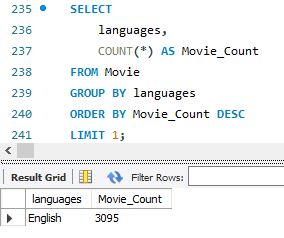 235 SELECT
236 languages,
237 COUNT(*) AS Movie_Count
238 FROM Movie
239 GROUP BY languages
240 ORDER BY Movie_Count DESC
241 LIMIT 1;
Result Grid Filter Rows:
languages Movie_Count
English 3095